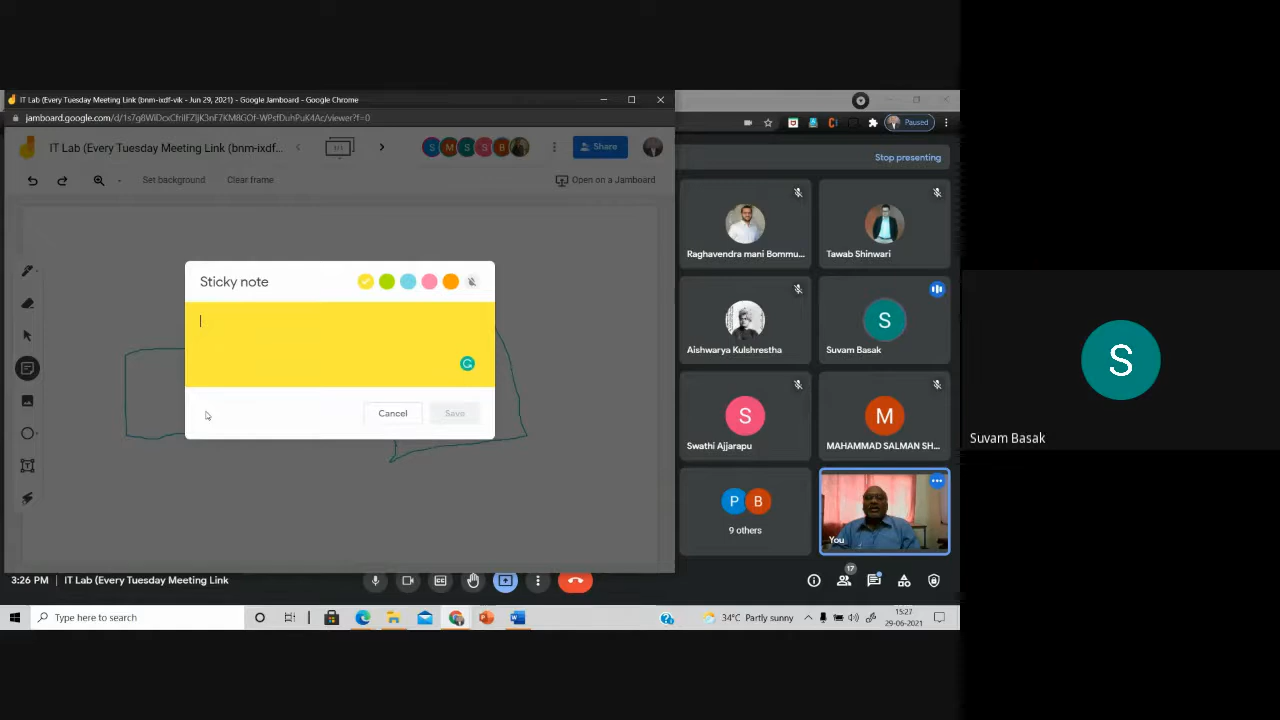 IT Lab (Every Tuesday Meeting Link (bnm-ixdf-vik - Jun 29, 2021) - Google Jamboard - Google Chrome
IT Lab (Every Tuesday Meeting Link (bnm-ixdf...
S M S S B
Share
Paused
Stop presenting
Set background
Clear frame
Open on a Jamboard
Sticky note
Cancel
Save
Raghavendra mani Bommu...
Tawab Shinwari
Aishwarya Kulshrestha
S
Suvam Basak
S
Swathi Ajjarapu
M
MAHAMMAD SALMAN SH...
P B
9 others
You
S
Suvam Basak
3:26 PM | IT Lab (Every Tuesday Meeting Link
17
Type here to search
34°C Partly sunny
15:27
29-06-2021